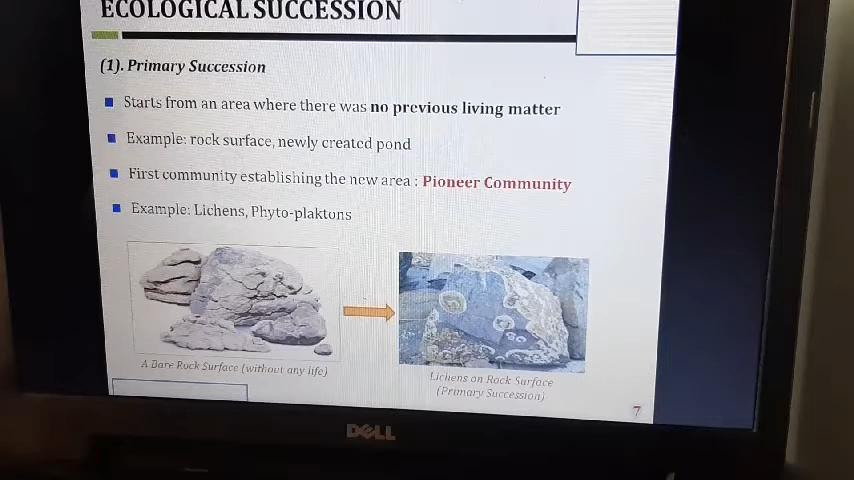 ECOLOGICAL SUCCESSION
(1). Primary Succession
Starts from an area where there was no previous living matter
Example: rock surface, newly created pond
First community establishing the new area : Pioneer Community
Example: Lichens, Phyto-plaktons
A Bare Rock Surface (without any life)
Lichens on Rock Surface
(Primary Succession)
7
DELL